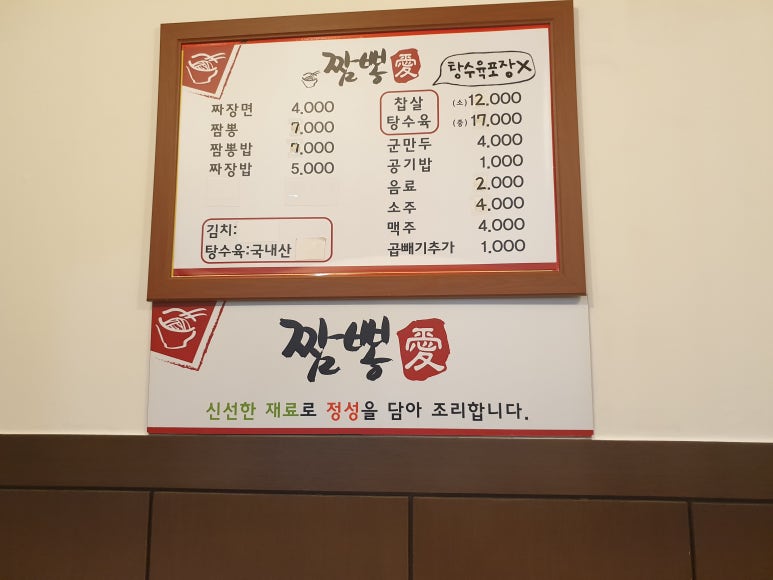 짬뽕 愛
탕수육포장X
짜장면 4.000
짬뽕 7.000
짬뽕밥 7.000
짜장밥 5.000
김치:
탕수육:국내산
찹살 (소)12.000
탕수육 (중)17.000
군만두 4.000
공기밥 1.000
음료 2.000
소주 4.000
맥주 4.000
곱빼기추가 1.000
짬뽕 愛
신선한 재료로 정성을 담아 조리합니다.